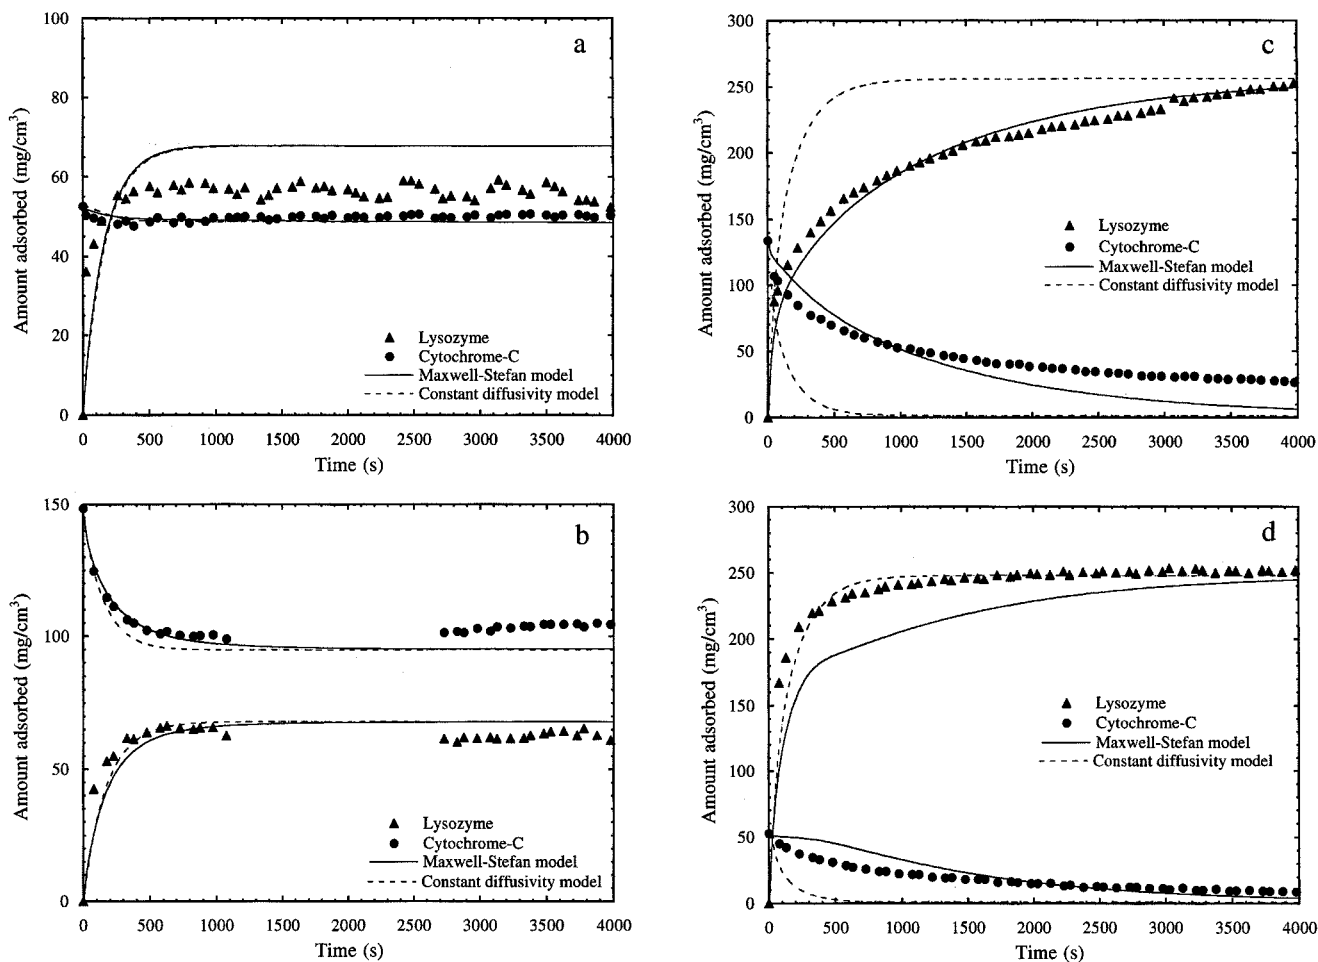 a
100
80
60
40
20
0
Amount adsorbed (mg/cm³)
Lysozyme
Cytochrome-C
Maxwell-Stefan model
Constant diffusivity model
0 500 1000 1500 2000 2500 3000 3500 4000
Time (s)
b
150
100
50
0
Amount adsorbed (mg/cm³)
Lysozyme
Cytochrome-C
Maxwell-Stefan model
Constant diffusivity model
0 500 1000 1500 2000 2500 3000 3500 4000
Time (s)
c
300
250
200
150
100
50
0
Amount adsorbed (mg/cm³)
Lysozyme
Cytochrome-C
Maxwell-Stefan model
Constant diffusivity model
0 500 1000 1500 2000 2500 3000 3500 4000
Time (s)
d
300
250
200
150
100
50
0
Amount adsorbed (mg/cm³)
Lysozyme
Cytochrome-C
Maxwell-Stefan model
Constant diffusivity model
0 500 1000 1500 2000 2500 3000 3500 4000
Time (s)